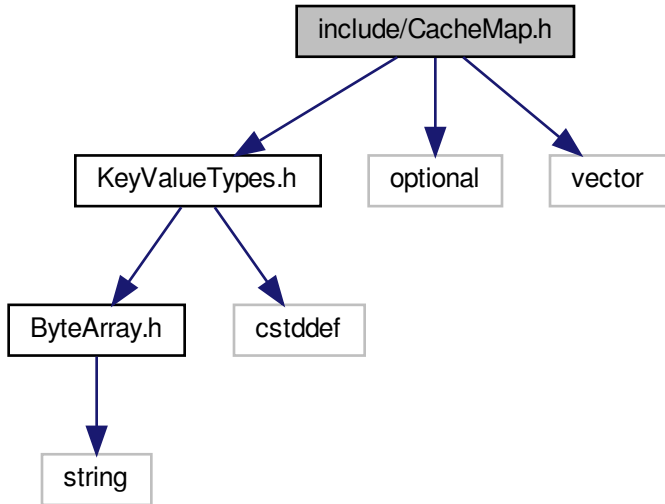 include/CacheMap.h
KeyValueTypes.h
optional
vector
ByteArray.h
cstddef
string